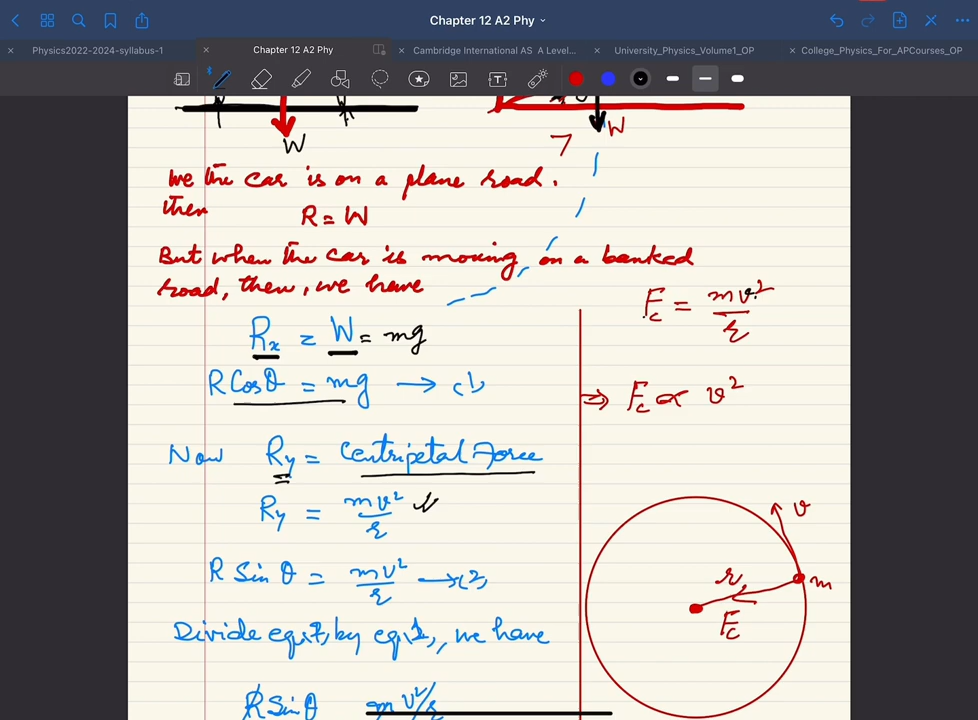 Chapter 12 A2 Phy
Physics2022-2024-syllabus-1
Chapter 12 A2 Phy
Cambridge International AS A Level...
University_Physics_Volume1_OP
College_Physics_For_APCourses_OP
W
W
We the car is on a plane road.
then
R = W
But when the car is moving on a banked
road, then, we have
Rx = W = mg
R Cosθ = mg → (1)
Now Ry = Centripetal Force
Ry = mv²/r
R Sin θ = mv²/r → (2)
Divide eq. 2, by eq. 1, we have
R Sinθ mv²/r
Fc = mv²/r
⇒ Fc ∝ v²
v
r
m
Fc